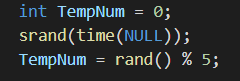 int TempNum = 0;
srand(time(NULL));
TempNum = rand() % 5;